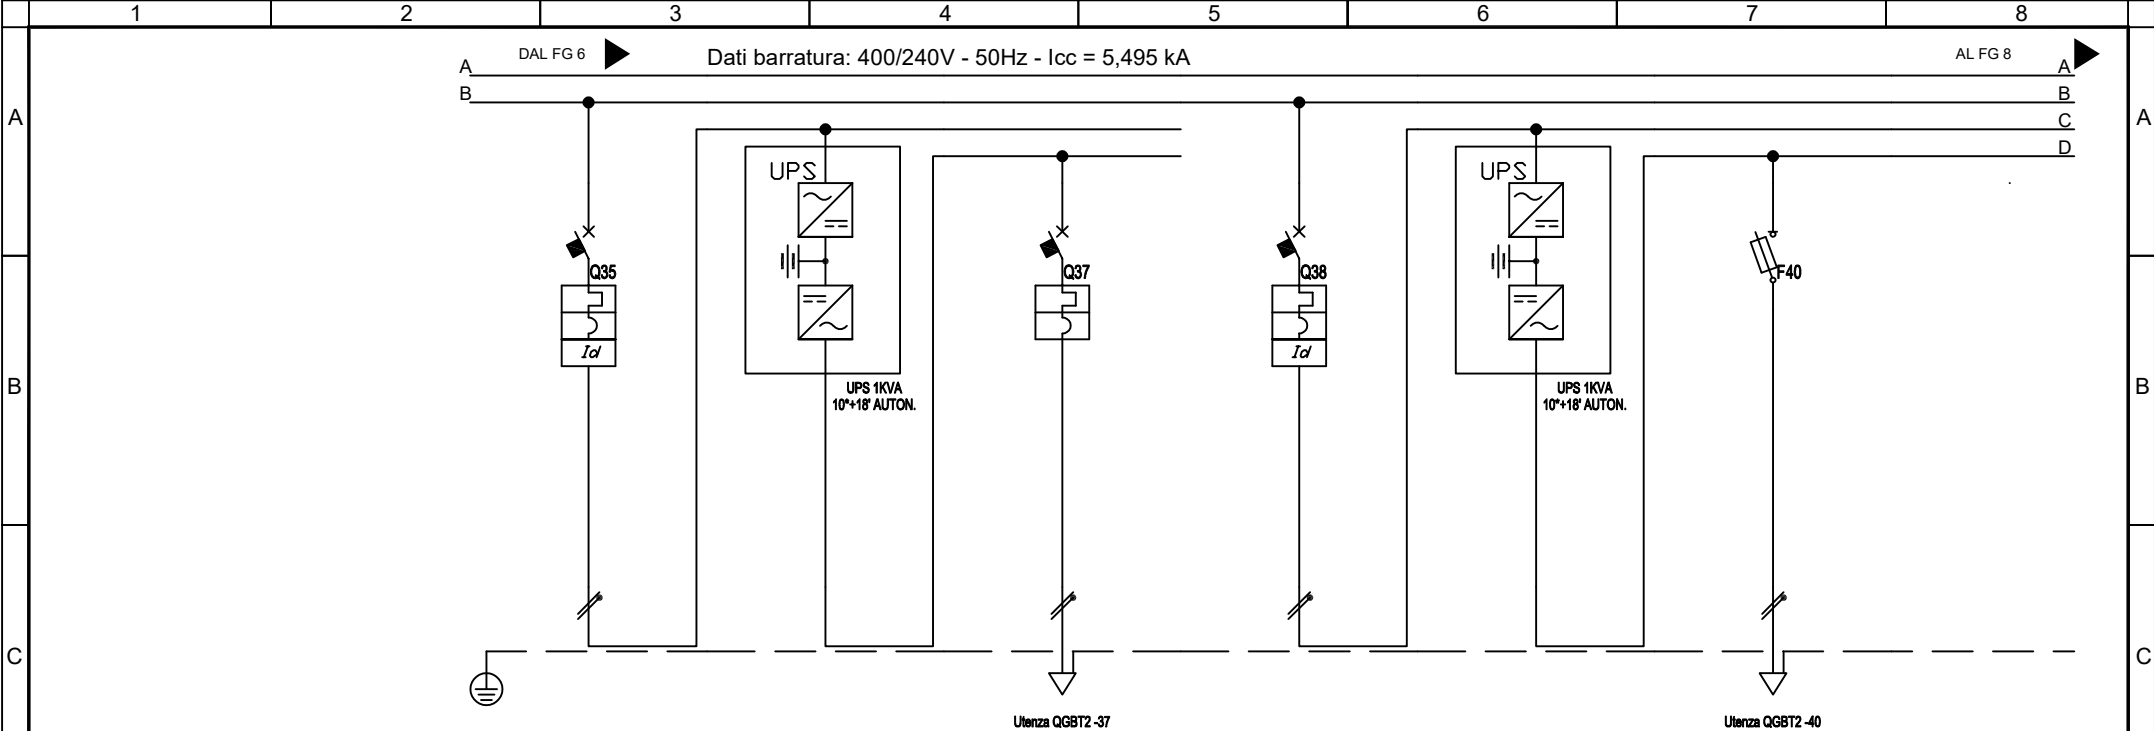 1 2 3 4 5 6 7 8
DAL FG 6 Dati barratura: 400/240V - 50Hz - Icc = 5,495 kA AL FG 8
A A
B B
A C A
D
UPS UPS
Q35 Q37 Q38 F40
Id Id
B UPS 1KVA UPS 1KVA B
10"+18' AUTON. 10"+18' AUTON.
C C
Utenza QGBT2 -37 Utenza QGBT2 -40